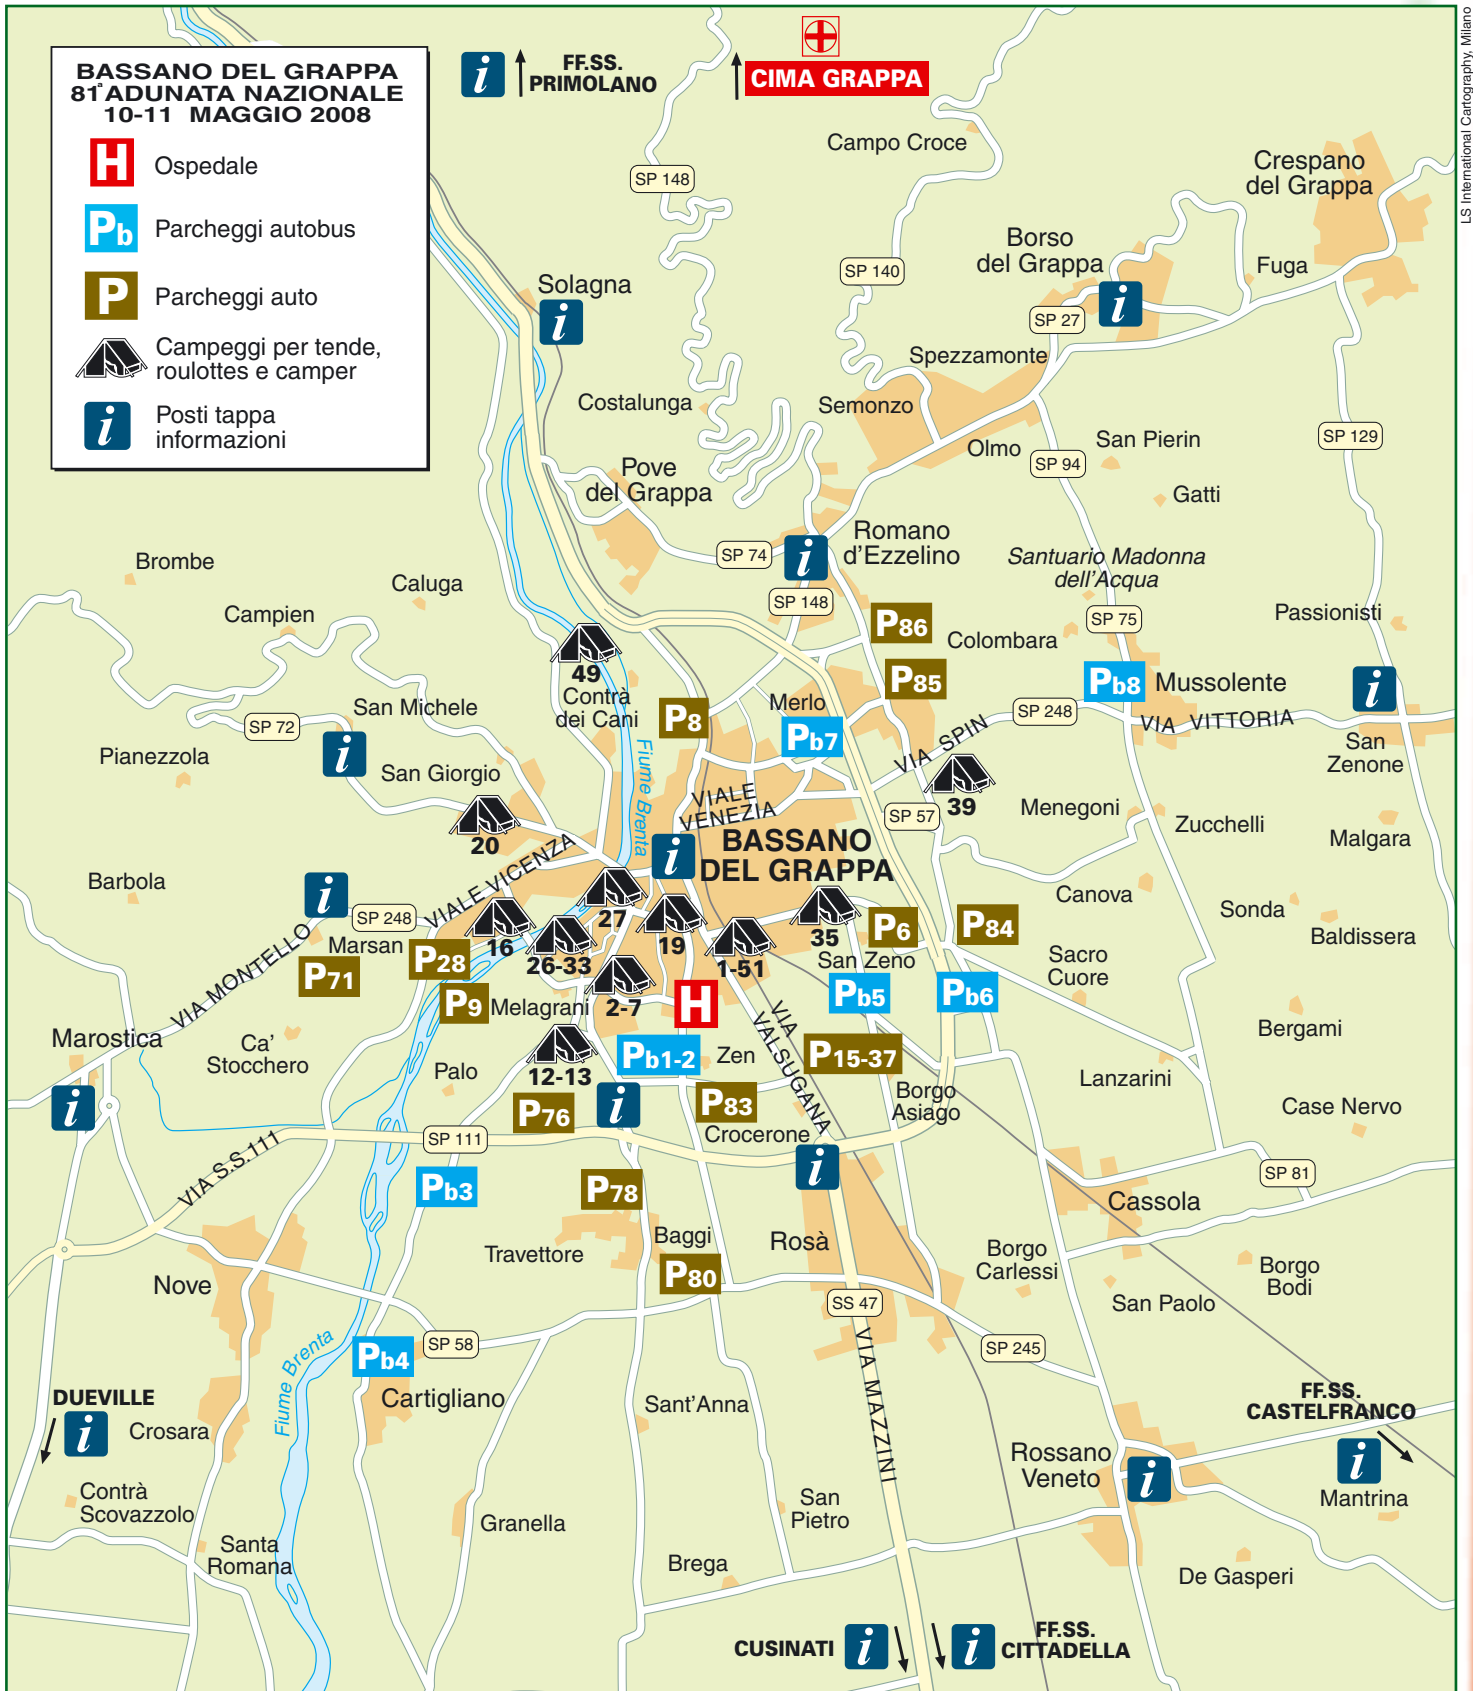 BASSANO DEL GRAPPA
81ª ADUNATA NAZIONALE
10-11 MAGGIO 2008
H Ospedale
Pb Parcheggi autobus
P Parcheggi auto
Campeggi per tende,
roulottes e camper
i Posti tappa
informazioni
i FF.SS.
PRIMOLANO
CIMA GRAPPA
LS International Cartography, Milano
Campo Croce
Crespano
del Grappa
SP 148
Borso
del Grappa
SP 140
Fuga
Solagna
i
i
SP 27
Spezzamonte
Costalunga
Semonzo
SP 129
Olmo
San Pierin
SP 94
Pove
del Grappa
Gatti
Romano
d'Ezzelino
SP 74
i
Santuario Madonna
dell'Acqua
Brombe
Caluga
SP 148
Campien
P86
SP 75
Passionisti
Colombara
49
Contrà
dei Cani
P85
Pb8
Mussolente
i
San Michele
P8
Merlo
SP 248
SP 72
Pb7
VIA VITTORIA
VIA SPIN
San
Zenone
Pianezzola
i
San Giorgio
Fiume Brenta
VIALE
VENEZIA
39
SP 57
Menegoni
Zucchelli
Malgara
20
BASSANO
DEL GRAPPA
i
VIALE VICENZA
Barbola
i
Canova
Sonda
SP 248
27
19
35
P6
P84
Baldissera
Marsan
16
26-33
1-51
San Zeno
Sacro
Cuore
P28
P71
VIA MONTELLO
2-7
Pb5
Pb6
P9
Melagrani
H
VIA
VALSUGANA
Marostica
Ca'
Stocchero
Bergami
Palo
12-13
Pb1-2
Zen
P15-37
Lanzarini
i
i
P76
P83
Borgo
Asiago
Case Nervo
SP 111
Crocerone
VIA S.S.111
i
SP 81
Pb3
P78
Cassola
Travettore
Baggi
Rosà
Borgo
Carlessi
Borgo
Bodi
Nove
P80
San Paolo
SS 47
SP 58
SP 245
Pb4
Fiume Brenta
VIA MAZZINI
Cartigliano
DUEVILLE
i
Crosara
Sant'Anna
FF.SS.
CASTELFRANCO
i
Mantrina
Rossano
Veneto
i
Contrà
Scovazzolo
San
Pietro
Granella
Santa
Romana
Brega
De Gasperi
CUSINATI i
i FF.SS.
CITTADELLA